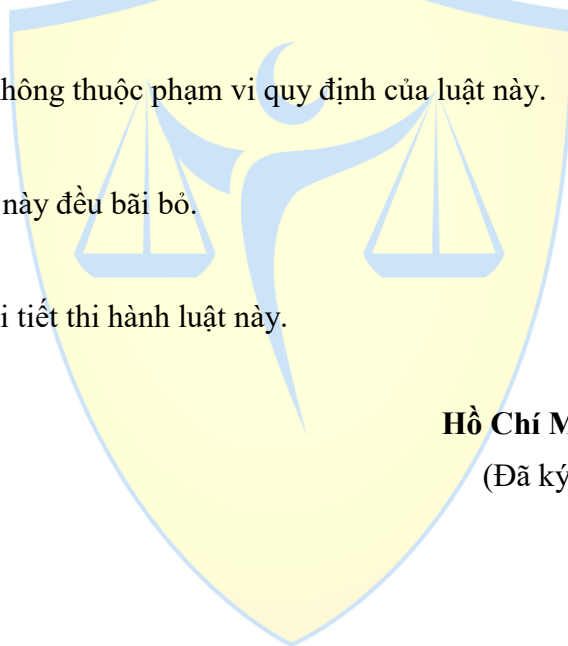 hông thuộc phạm vi quy định của luật này.
này đều bãi bỏ.
i tiết thi hành luật này.
Hồ Chí M
(Đã ký